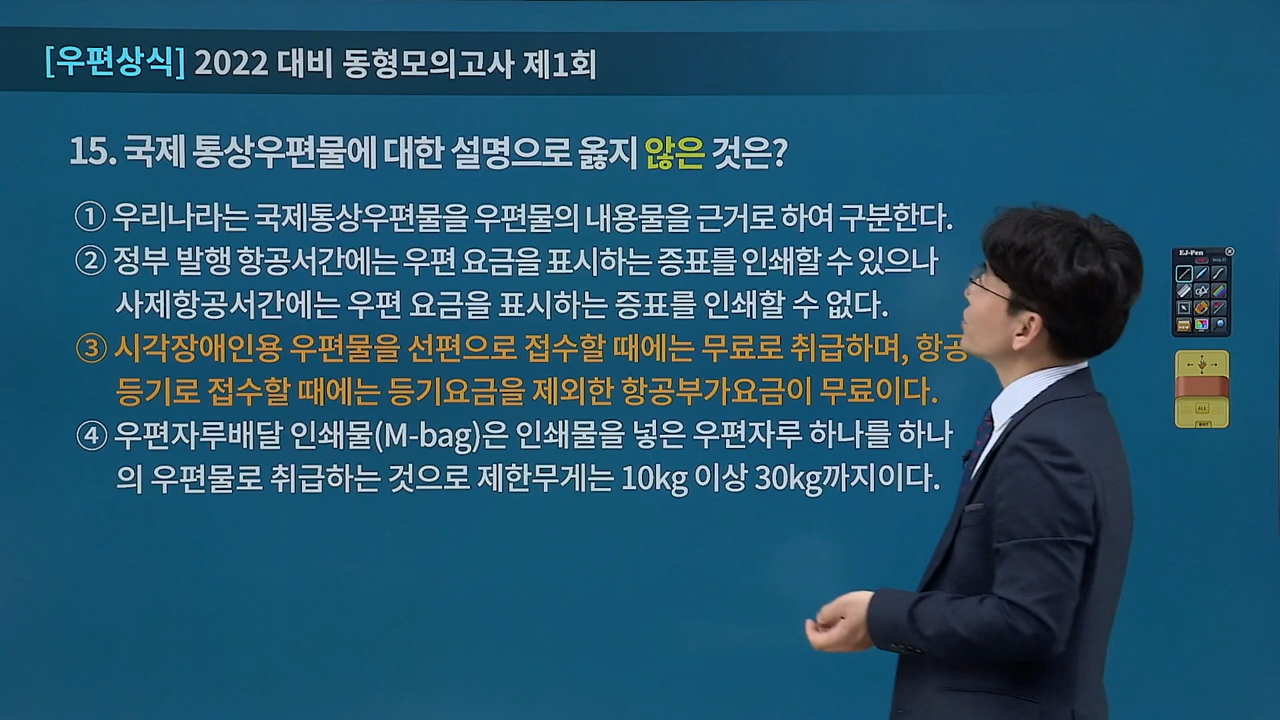 [우편상식] 2022 대비 동형모의고사 제1회
15. 국제 통상우편물에 대한 설명으로 옳지 않은 것은?
① 우리나라는 국제통상우편물을 우편물의 내용물을 근거로 하여 구분한다.
② 정부 발행 항공서간에는 우편 요금을 표시하는 증표를 인쇄할 수 있으나
사제항공서간에는 우편 요금을 표시하는 증표를 인쇄할 수 없다.
③ 시각장애인용 우편물을 선편으로 접수할 때에는 무료로 취급하며, 항공
등기로 접수할 때에는 등기요금을 제외한 항공부가요금이 무료이다.
④ 우편자루배달 인쇄물(M-bag)은 인쇄물을 넣은 우편자루 하나를 하나
의 우편물로 취급하는 것으로 제한무게는 10kg 이상 30kg까지이다.
EJ-Pen
ALL
EXIT